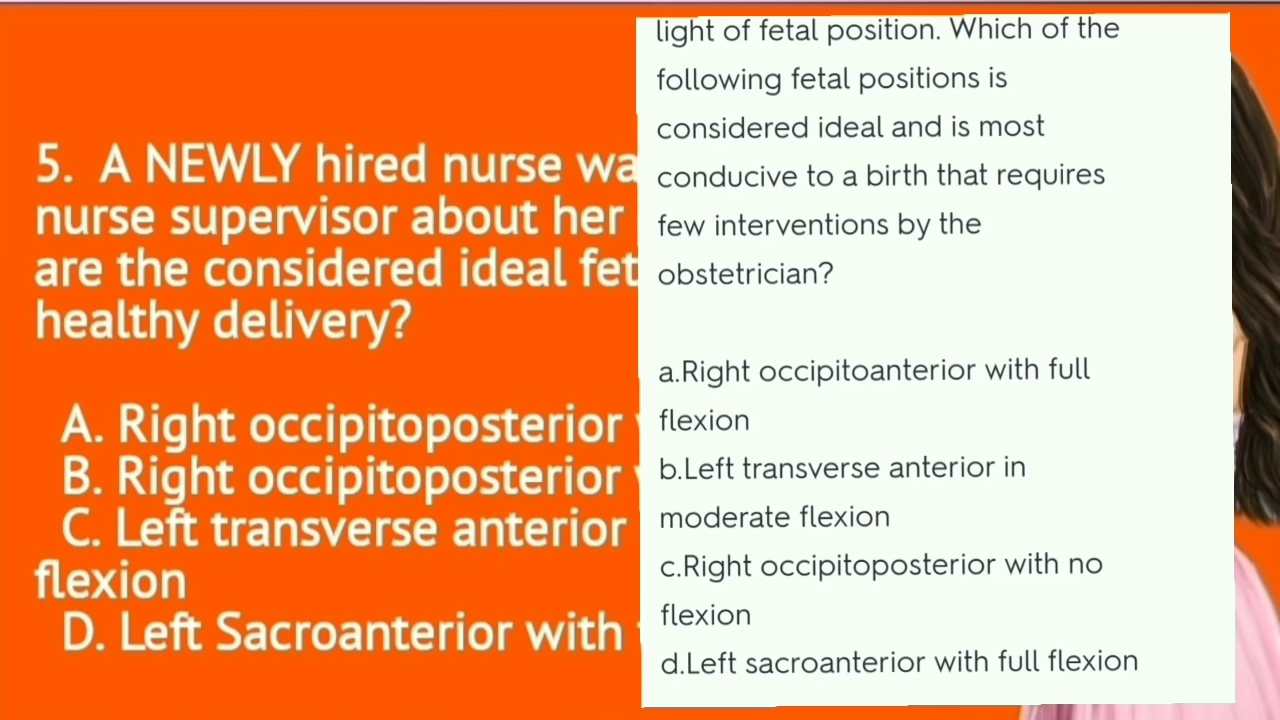 5. A NEWLY hired nurse
nurse supervisor about her
are the considered ideal
healthy delivery?
A. Right occipitoposterior
B. Right occipitoposterior
C. Left transverse anterior
flexion
D. Left Sacroanterior with
light of fetal position. Which of the
following fetal positions is
considered ideal and is most
conducive to a birth that requires
few interventions by the
obstetrician?
a.Right occipitoanterior with full
flexion
b.Left transverse anterior in
moderate flexion
c.Right occipitoposterior with no
flexion
d.Left sacroanterior with full flexion